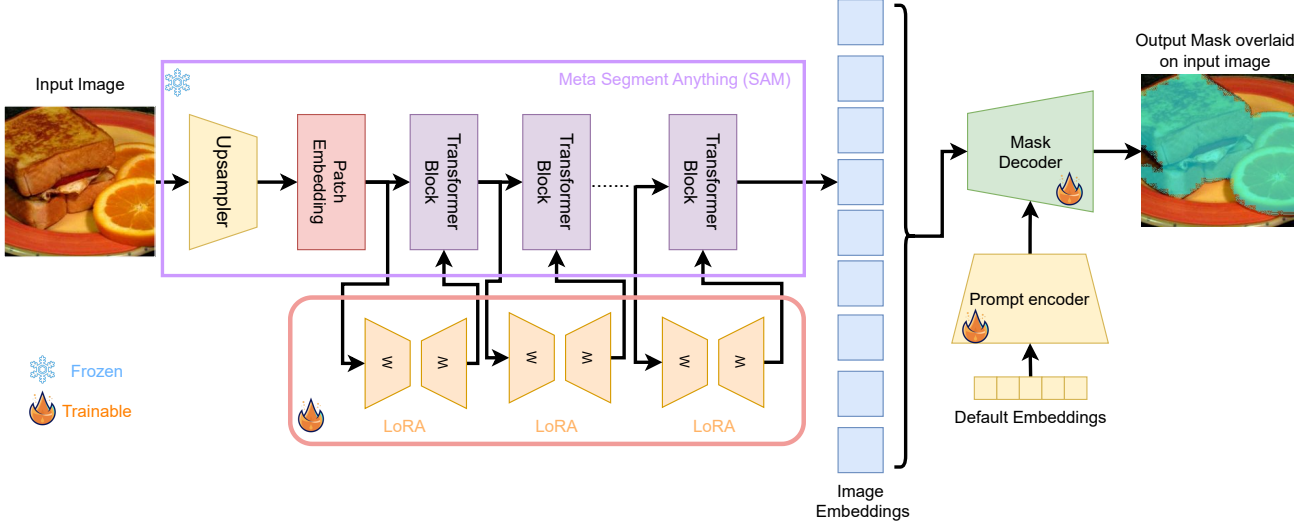 Input Image
Meta Segment Anything (SAM)
Upsampler
Patch
Embedding
Transformer
Block
Transformer
Block
Transformer
Block
W
W
W
W
W
W
LoRA
LoRA
LoRA
Frozen
Trainable
Image
Embeddings
Mask
Decoder
Prompt encoder
Default Embeddings
Output Mask overlaid
on input image